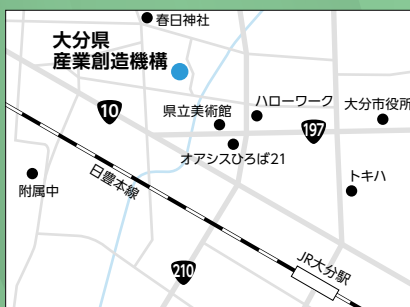 春日神社
大分県
産業創造機構
10
県立美術館
ハローワーク
大分市役所
197
オアシスひろば21
附属中
日豊本線
トキハ
210
JR大分駅